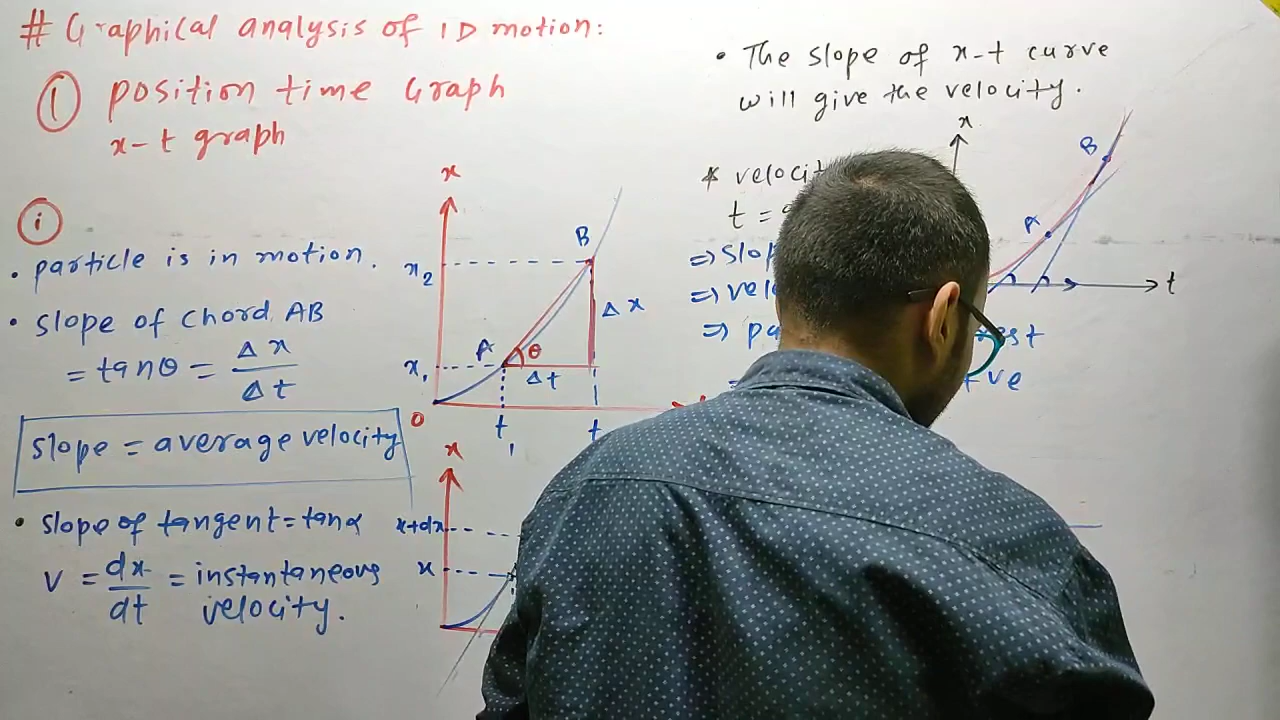 # Graphical analysis of 1D motion:
① position time Graph
x-t graph
ⓘ
• particle is in motion.
• slope of chord AB
= tanθ = Δx/Δt
slope = average velocity
• slope of tangent = tanα
v = dx/dt = instantaneous
velocity.
x
x₂
B
Δx
A
θ
x₁
Δt
0
t₁
t
x
x+dx
x
• The slope of x-t curve
will give the velocity.
x
B
A
t
*
t =
⇒
⇒
⇒
+ve